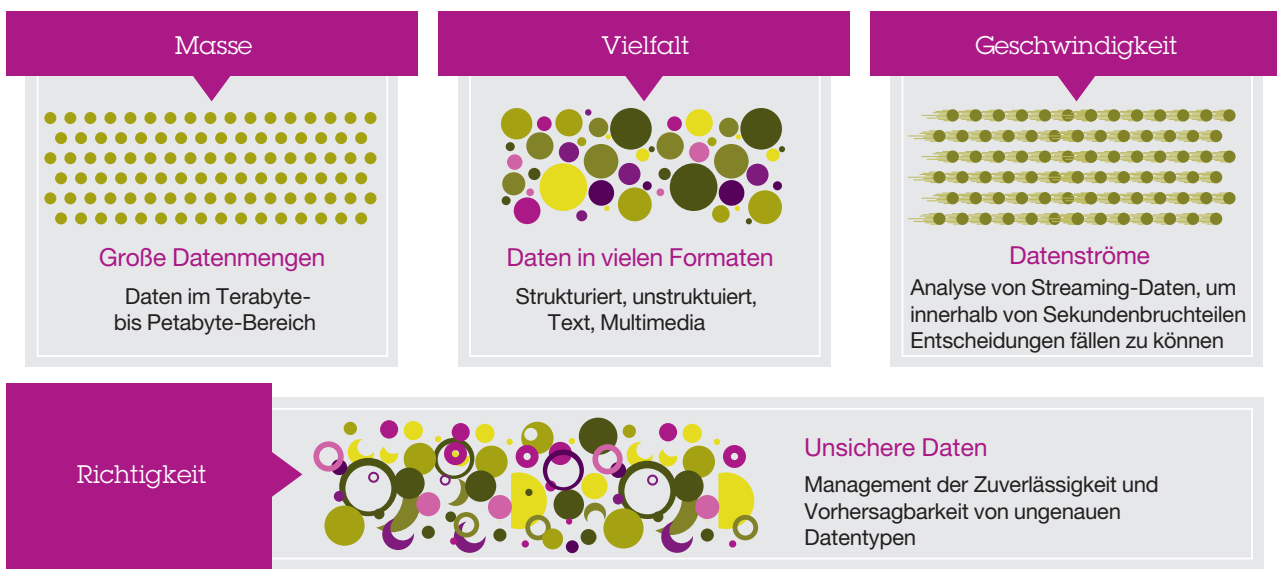 Masse
Große Datenmengen
Daten im Terabyte-
bis Petabyte-Bereich
Vielfalt
Daten in vielen Formaten
Strukturiert, unstruktuiert,
Text, Multimedia
Geschwindigkeit
Datenströme
Analyse von Streaming-Daten, um
innerhalb von Sekundenbruchteilen
Entscheidungen fällen zu können
Richtigkeit
Unsichere Daten
Management der Zuverlässigkeit und
Vorhersagbarkeit von ungenauen
Datentypen